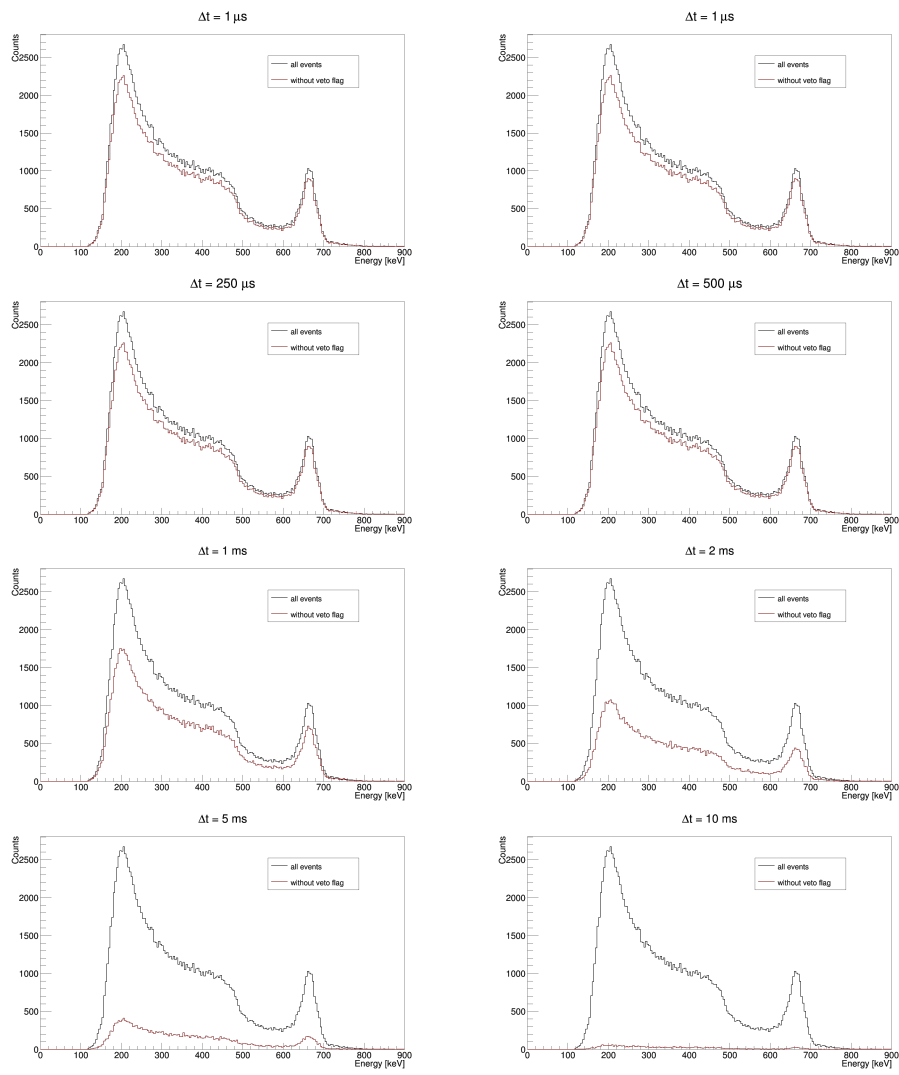 Δt = 1 μs
Counts
all events
without veto flag
2500
2000
1500
1000
500
0
0 100 200 300 400 500 600 700 800 900
Energy [keV]
Δt = 1 μs
Counts
all events
without veto flag
2500
2000
1500
1000
500
0
0 100 200 300 400 500 600 700 800 900
Energy [keV]
Δt = 250 μs
Counts
all events
without veto flag
2500
2000
1500
1000
500
0
0 100 200 300 400 500 600 700 800 900
Energy [keV]
Δt = 500 μs
Counts
all events
without veto flag
2500
2000
1500
1000
500
0
0 100 200 300 400 500 600 700 800 900
Energy [keV]
Δt = 1 ms
Counts
all events
without veto flag
2500
2000
1500
1000
500
0
0 100 200 300 400 500 600 700 800 900
Energy [keV]
Δt = 2 ms
Counts
all events
without veto flag
2500
2000
1500
1000
500
0
0 100 200 300 400 500 600 700 800 900
Energy [keV]
Δt = 5 ms
Counts
all events
without veto flag
2500
2000
1500
1000
500
0
0 100 200 300 400 500 600 700 800 900
Energy [keV]
Δt = 10 ms
Counts
all events
without veto flag
2500
2000
1500
1000
500
0
0 100 200 300 400 500 600 700 800 900
Energy [keV]